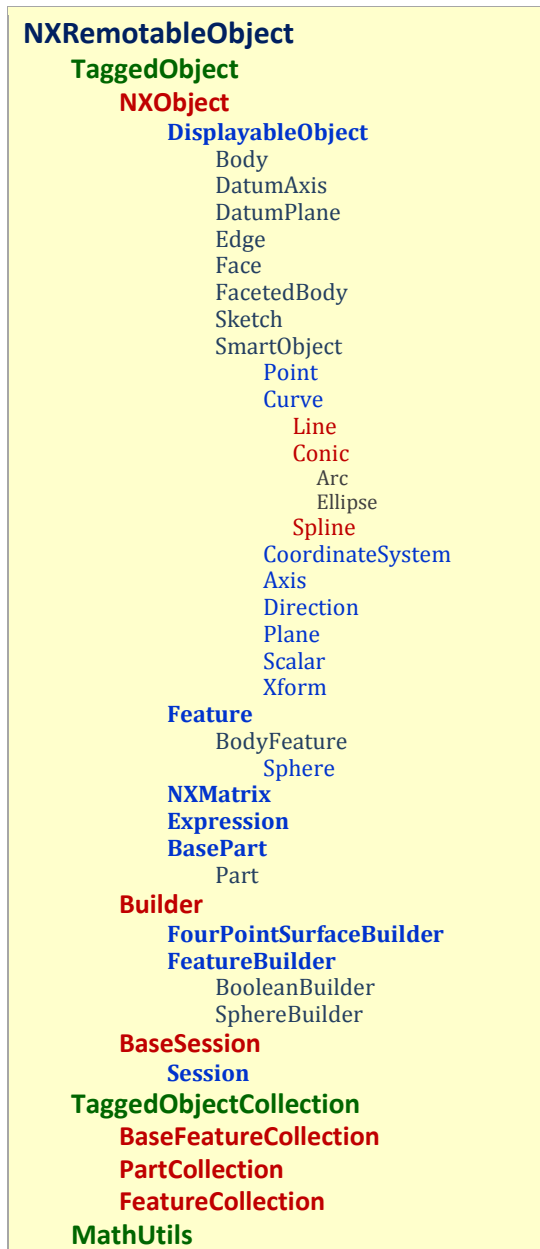 NXRemotableObject
TaggedObject
NXObject
DisplayableObject
Body
DatumAxis
DatumPlane
Edge
Face
FacetedBody
Sketch
SmartObject
Point
Curve
Line
Conic
Arc
Ellipse
Spline
CoordinateSystem
Axis
Direction
Plane
Scalar
Xform
Feature
BodyFeature
Sphere
NXMatrix
Expression
BasePart
Part
Builder
FourPointSurfaceBuilder
FeatureBuilder
BooleanBuilder
SphereBuilder
BaseSession
Session
TaggedObjectCollection
BaseFeatureCollection
PartCollection
FeatureCollection
MathUtils